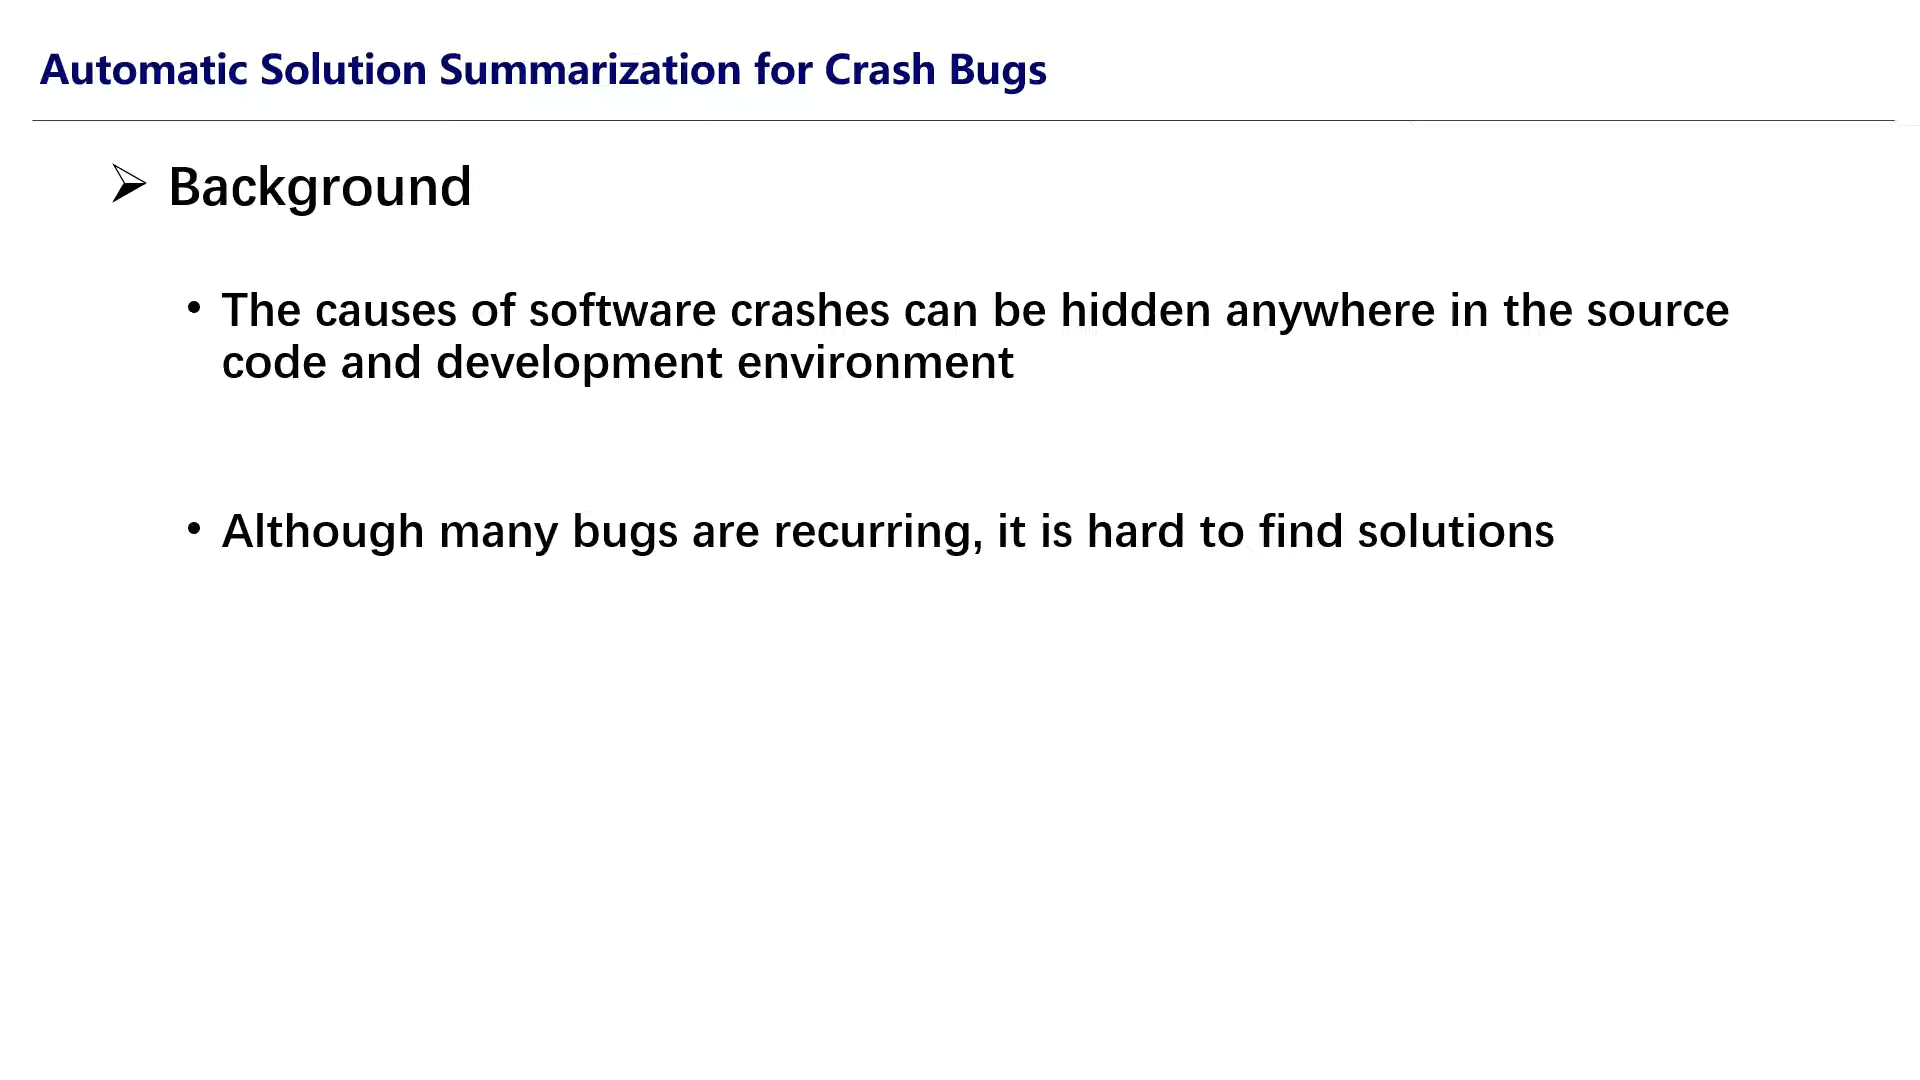 Automatic Solution Summarization for Crash Bugs
➢ Background
• The causes of software crashes can be hidden anywhere in the source
code and development environment
• Although many bugs are recurring, it is hard to find solutions